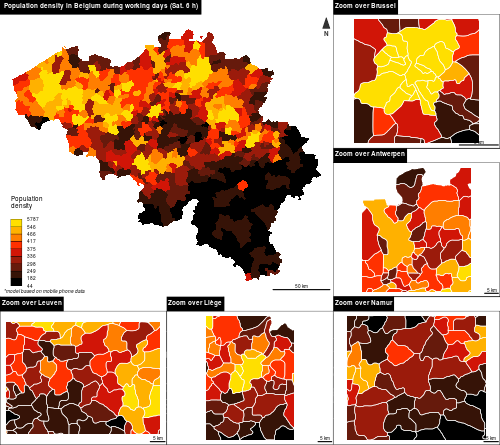 Population density in Belgium during working days (Sat. 6 h)
N
Population
density
5787
546
466
417
375
336
298
249
182
44
*model based on mobile phone data
50 km
Zoom over Brussel
Zoom over Antwerpen
5 km
Zoom over Leuven
5 km
Zoom over Liège
5 km
Zoom over Namur
5 km